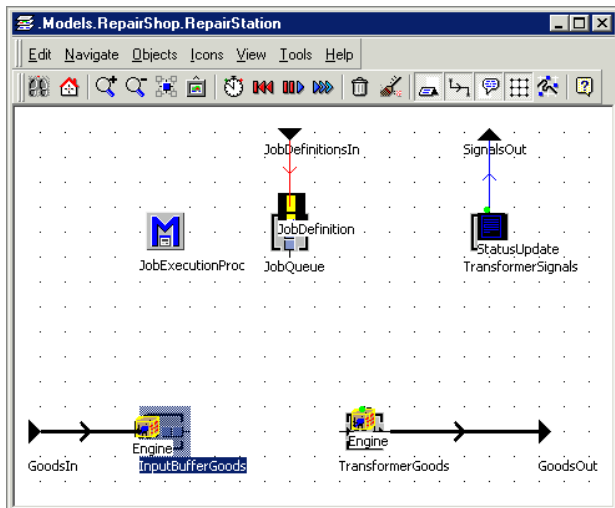 .Models.RepairShop.RepairStation
Edit Navigate Objects Icons View Tools Help
JobDefinitionsIn
SignalsOut
JobDefinition
StatusUpdate
JobExecutionProc
JobQueue
TransformerSignals
Engine
Engine
GoodsIn
InputBufferGoods
TransformerGoods
GoodsOut